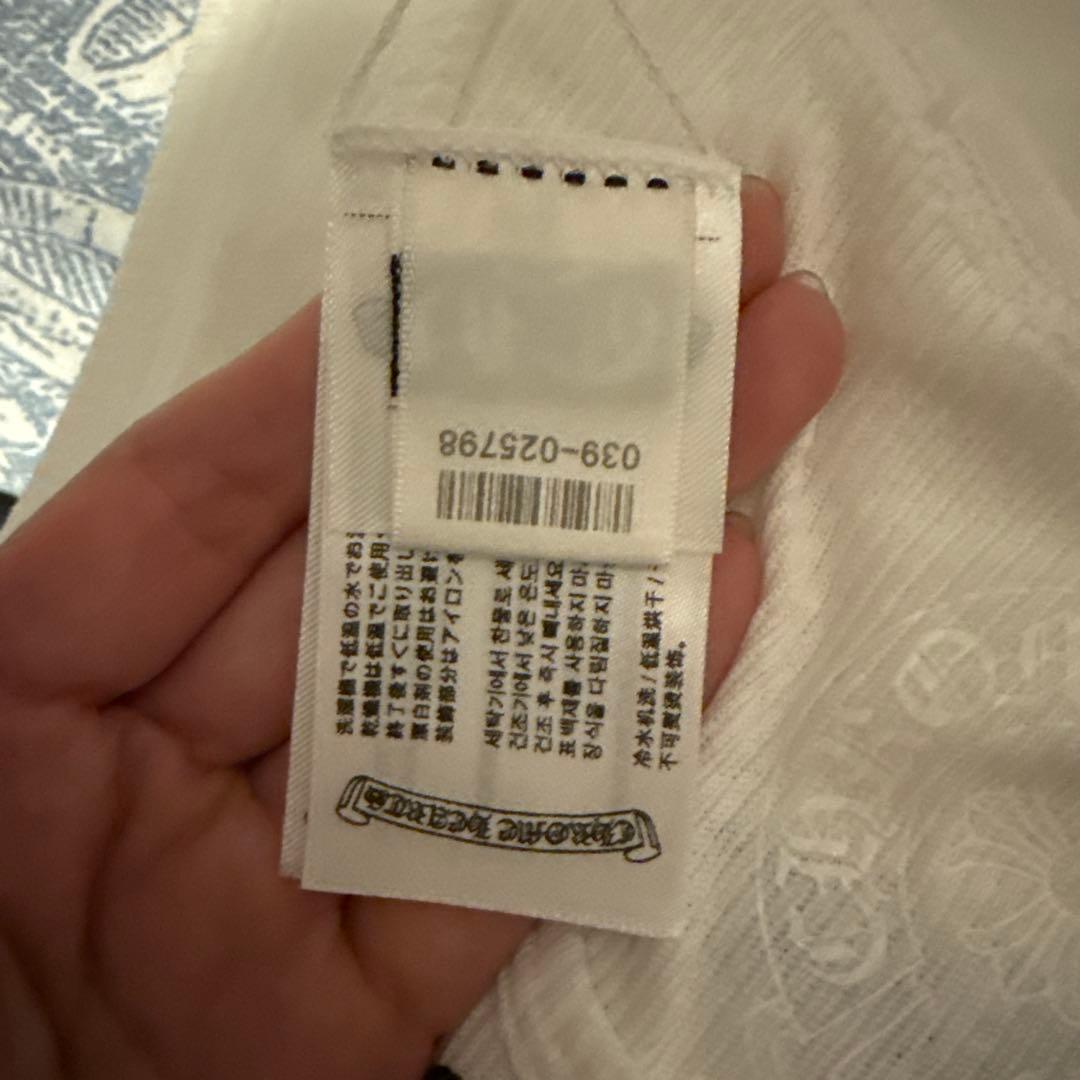 039-025798
洗濯機で低温の水でお
乾燥機は低温でご使用
終了後すぐに取り出し
漂白剤の使用はお避け
装飾部分はアイロンを
세탁기에서 찬물로 세
건조기에서 낮은 온도
건조 후 즉시 빼내세요
표백제를 사용하지 마
장식을 다림질하지 마
冷水机洗 / 低温烘干 /
不可熨烫装饰。
Chrome Hearts